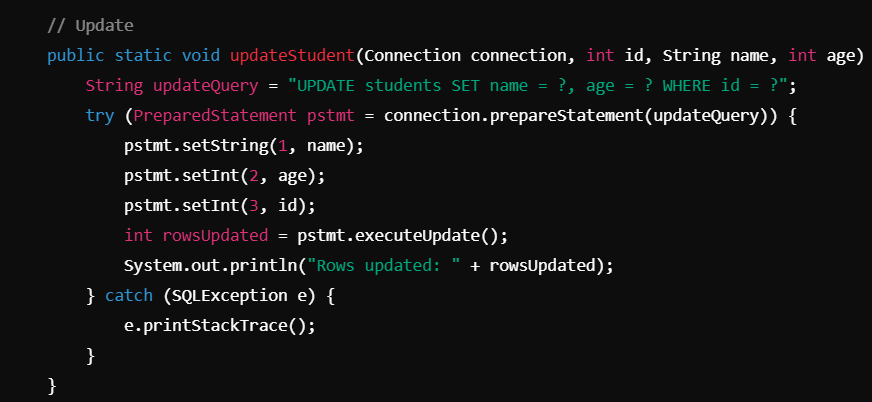 // Update
public static void updateStudent(Connection connection, int id, String name, int age)
String updateQuery = "UPDATE students SET name = ?, age = ? WHERE id = ?";
try (PreparedStatement pstmt = connection.prepareStatement(updateQuery)) {
pstmt.setString(1, name);
pstmt.setInt(2, age);
pstmt.setInt(3, id);
int rowsUpdated = pstmt.executeUpdate();
System.out.println("Rows updated: " + rowsUpdated);
} catch (SQLException e) {
e.printStackTrace();
}
}